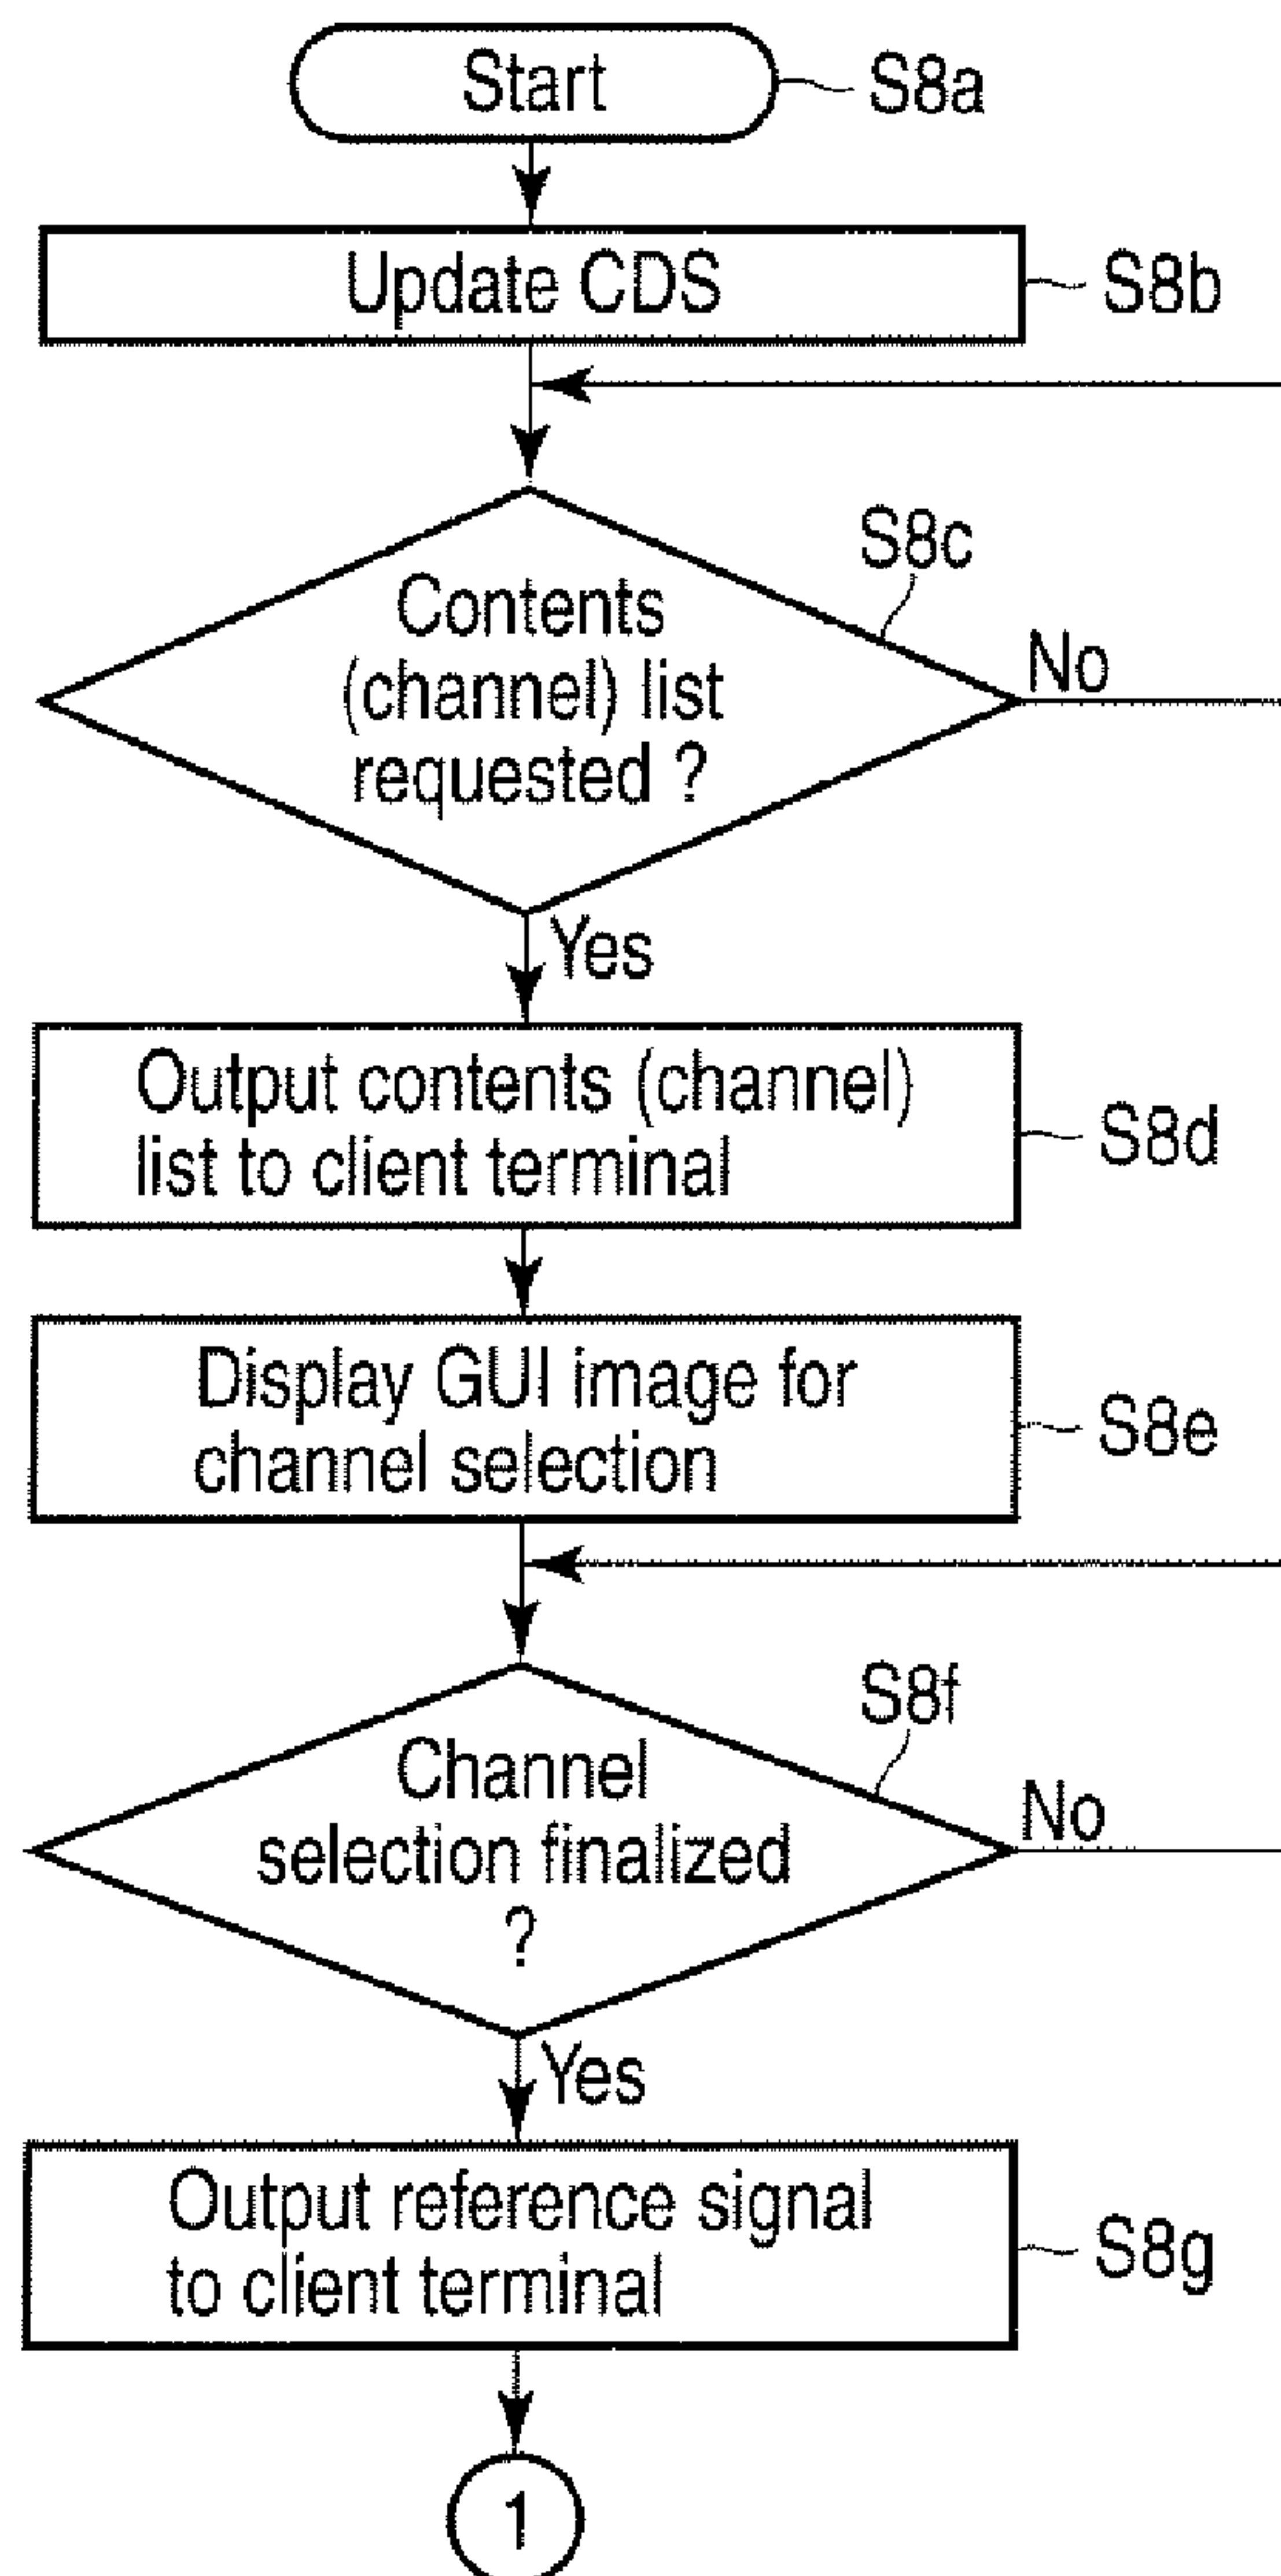 Start
S8a
Update CDS
S8b
S8c
Contents
(channel) list
requested ?
No
Yes
Output contents (channel)
list to client terminal
S8d
Display GUI image for
channel selection
S8e
S8f
Channel
selection finalized
?
No
Yes
Output reference signal
to client terminal
S8g
1